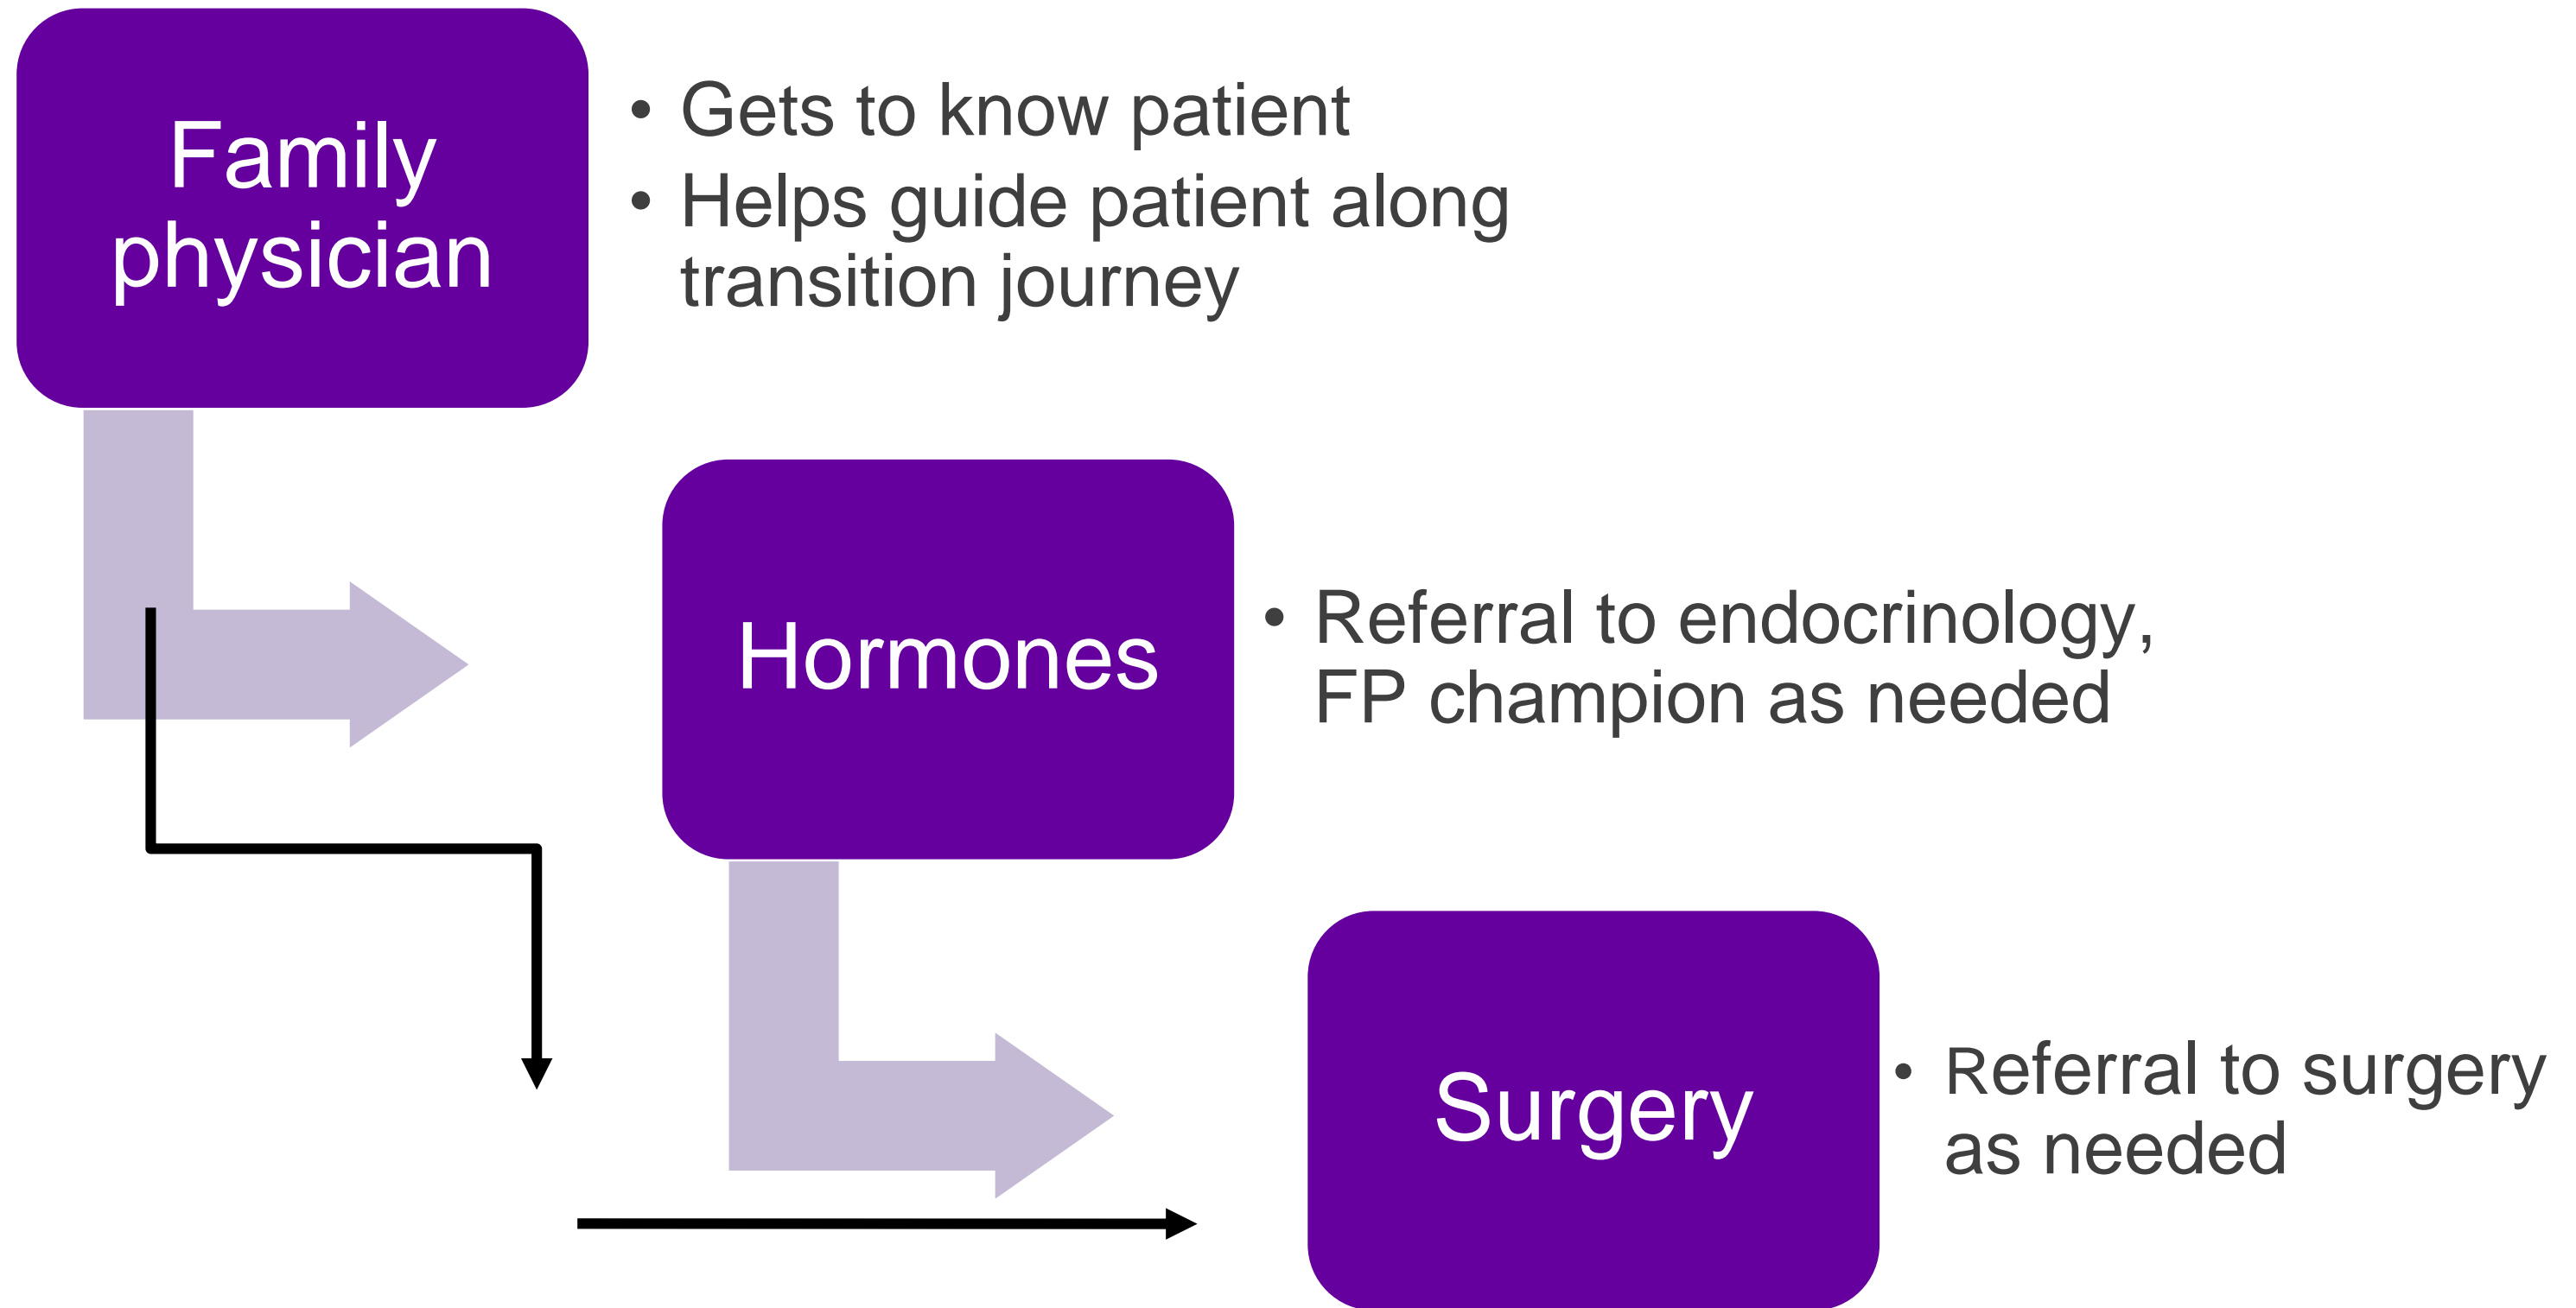 Family
physician
• Gets to know patient
• Helps guide patient along
transition journey
Hormones
• Referral to endocrinology,
FP champion as needed
Surgery
• Referral to surgery
as needed